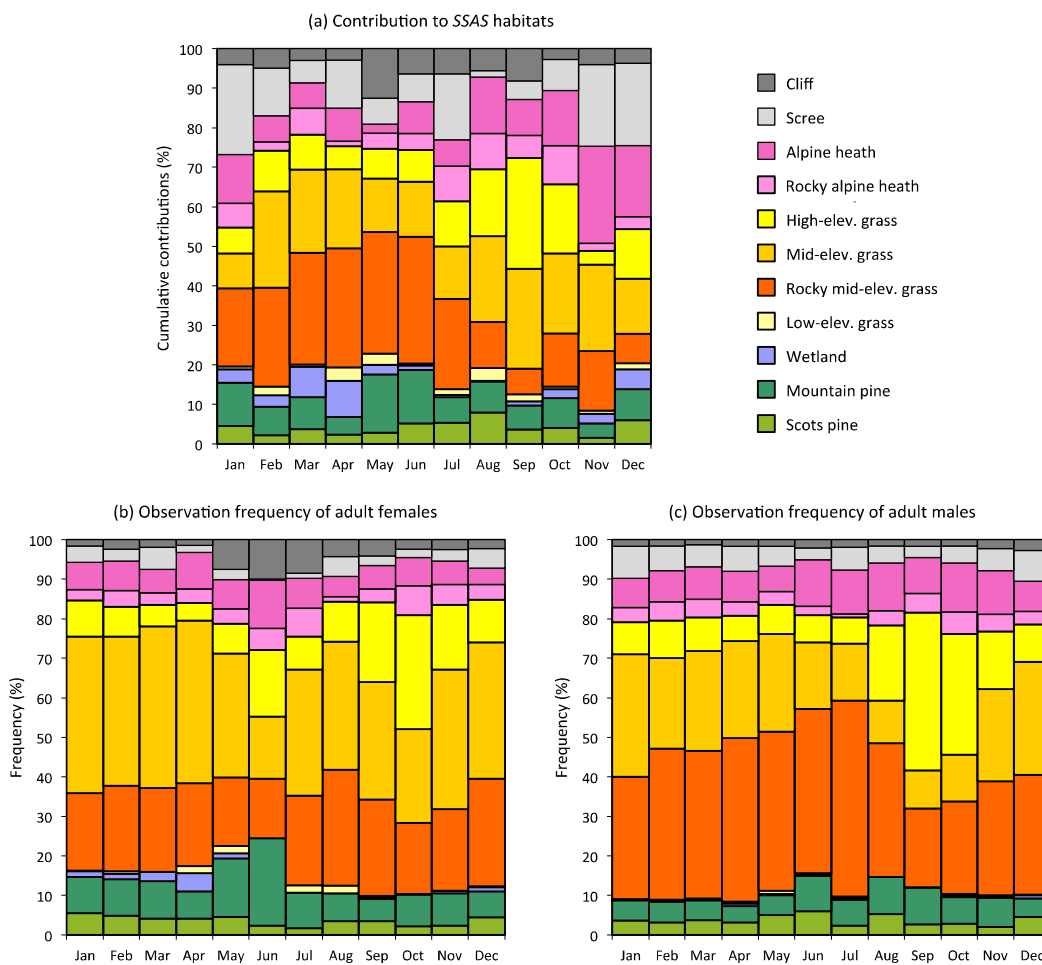 (a) Contribution to SSAS habitats
Cumulative contributions (%)
100
90
80
70
60
50
40
30
20
10
0
Jan Feb Mar Apr May Jun Jul Aug Sep Oct Nov Dec
Cliff
Scree
Alpine heath
Rocky alpine heath
High-elev. grass
Mid-elev. grass
Rocky mid-elev. grass
Low-elev. grass
Wetland
Mountain pine
Scots pine
(b) Observation frequency of adult females
Frequency (%)
100
90
80
70
60
50
40
30
20
10
0
Jan Feb Mar Apr May Jun Jul Aug Sep Oct Nov Dec
(c) Observation frequency of adult males
Frequency (%)
100
90
80
70
60
50
40
30
20
10
0
Jan Feb Mar Apr May Jun Jul Aug Sep Oct Nov Dec